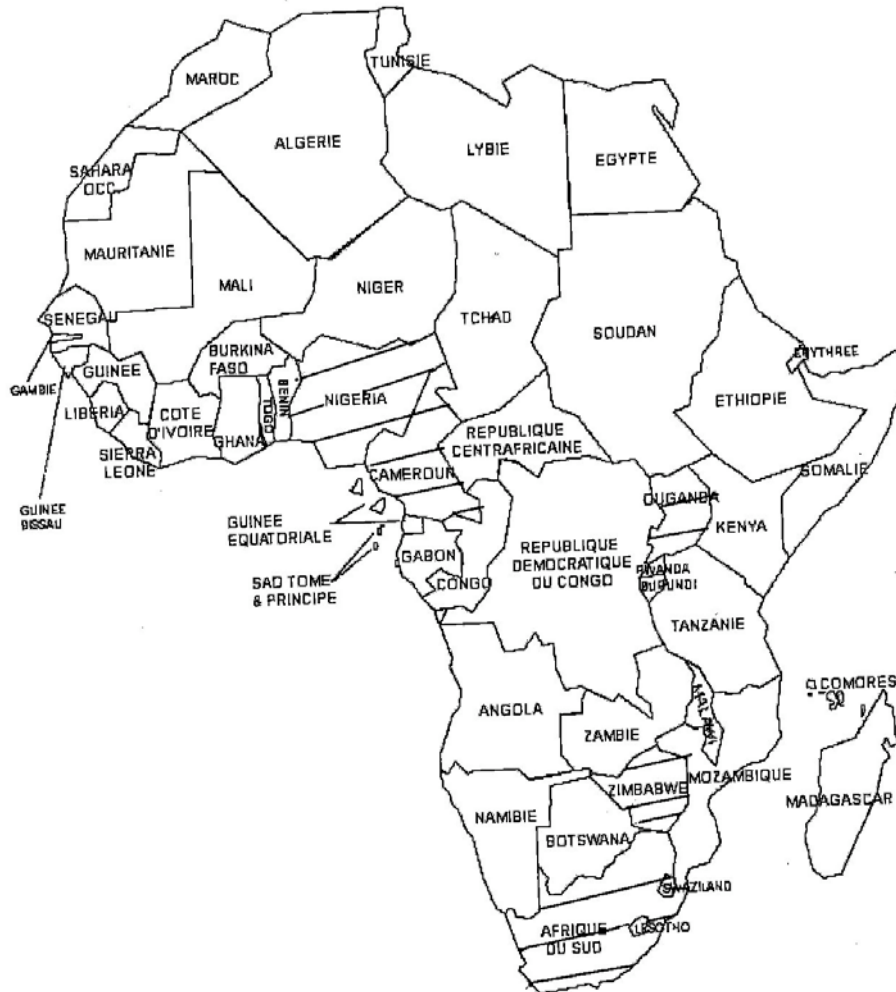 TUNISIE
MAROC
ALGERIE
LYBIE
EGYPTE
SAHARA
OCC
MAURITANIE
MALI
NIGER
TCHAD
SOUDAN
SENEGAL
ERYTHREE
GAMBIE
GUINEE
BURKINA
FASO
BENIN
NIGERIA
ETHIOPIE
LIBERIA
COTE
D'IVOIRE
GHANA
TOGO
REPUBLIQUE
CENTRAFRICAINE
SIERRA
LEONE
CAMEROUN
SOMALIE
GUINEE
BISSAU
OUGANDA
KENYA
GUINEE
EQUATORIALE
REPUBLIQUE
DEMOCRATIQUE
DU CONGO
GABON
CONGO
SAO TOME
& PRINCIPE
RWANDA
BURUNDI
TANZANIE
COMORES
ANGOLA
MALAWI
ZAMBIE
MOZAMBIQUE
ZIMBABWE
MADAGASCAR
NAMIBIE
BOTSWANA
SWAZILAND
AFRIQUE
DU SUD
LESOTHO